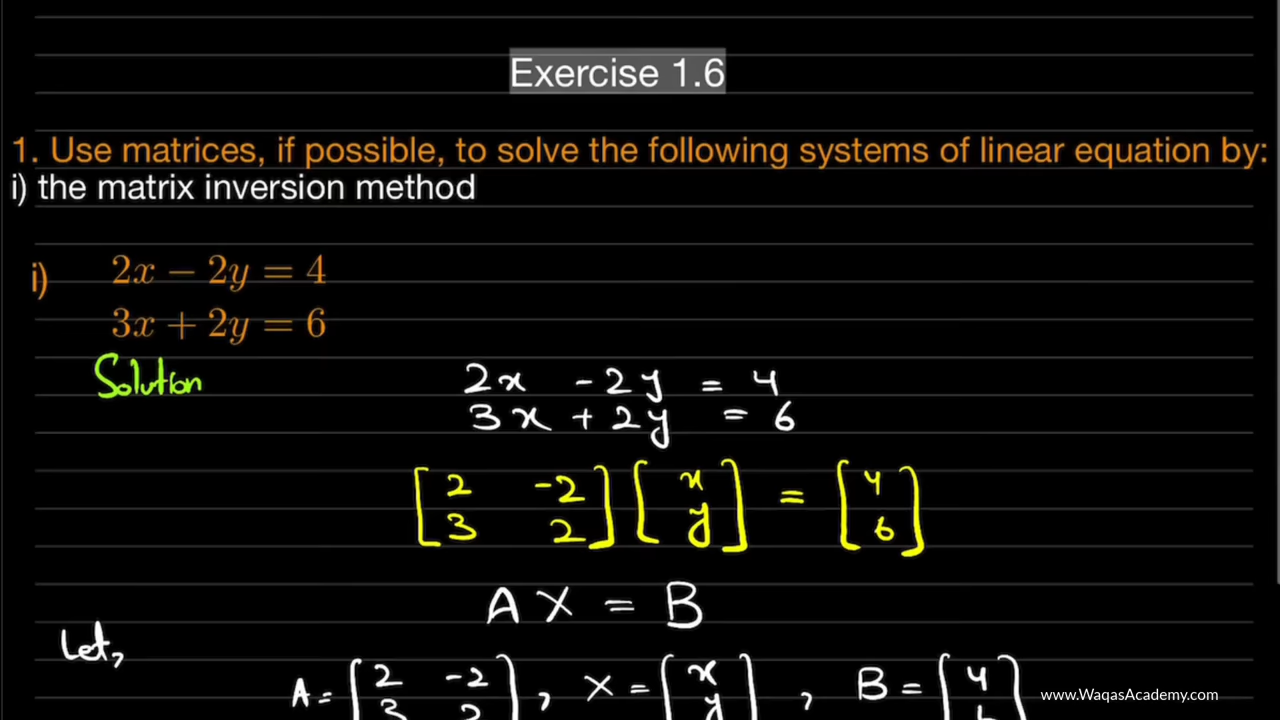 Exercise 1.6
1. Use matrices, if possible, to solve the following systems of linear equation by:
i) the matrix inversion method
i) 2x − 2y = 4
3x + 2y = 6
Solution
2x - 2y = 4
3x + 2y = 6
[2 -2] [x] = [4]
[3 2] [y] [6]
A X = B
Let,
A = [2 -2], X = [x], B = [4]
[3 2] [y] [6]
www.WaqasAcademy.com